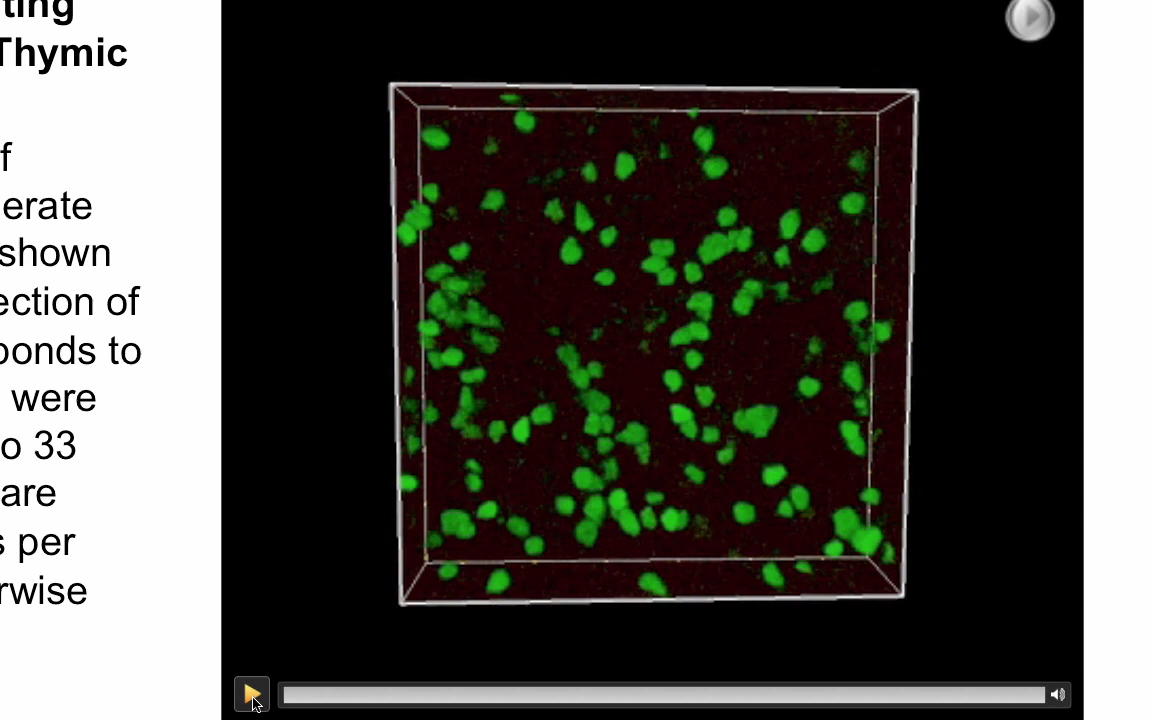 ting
Thymic
f
erate
shown
ection of
ponds to
were
o 33
are
s per
rwise